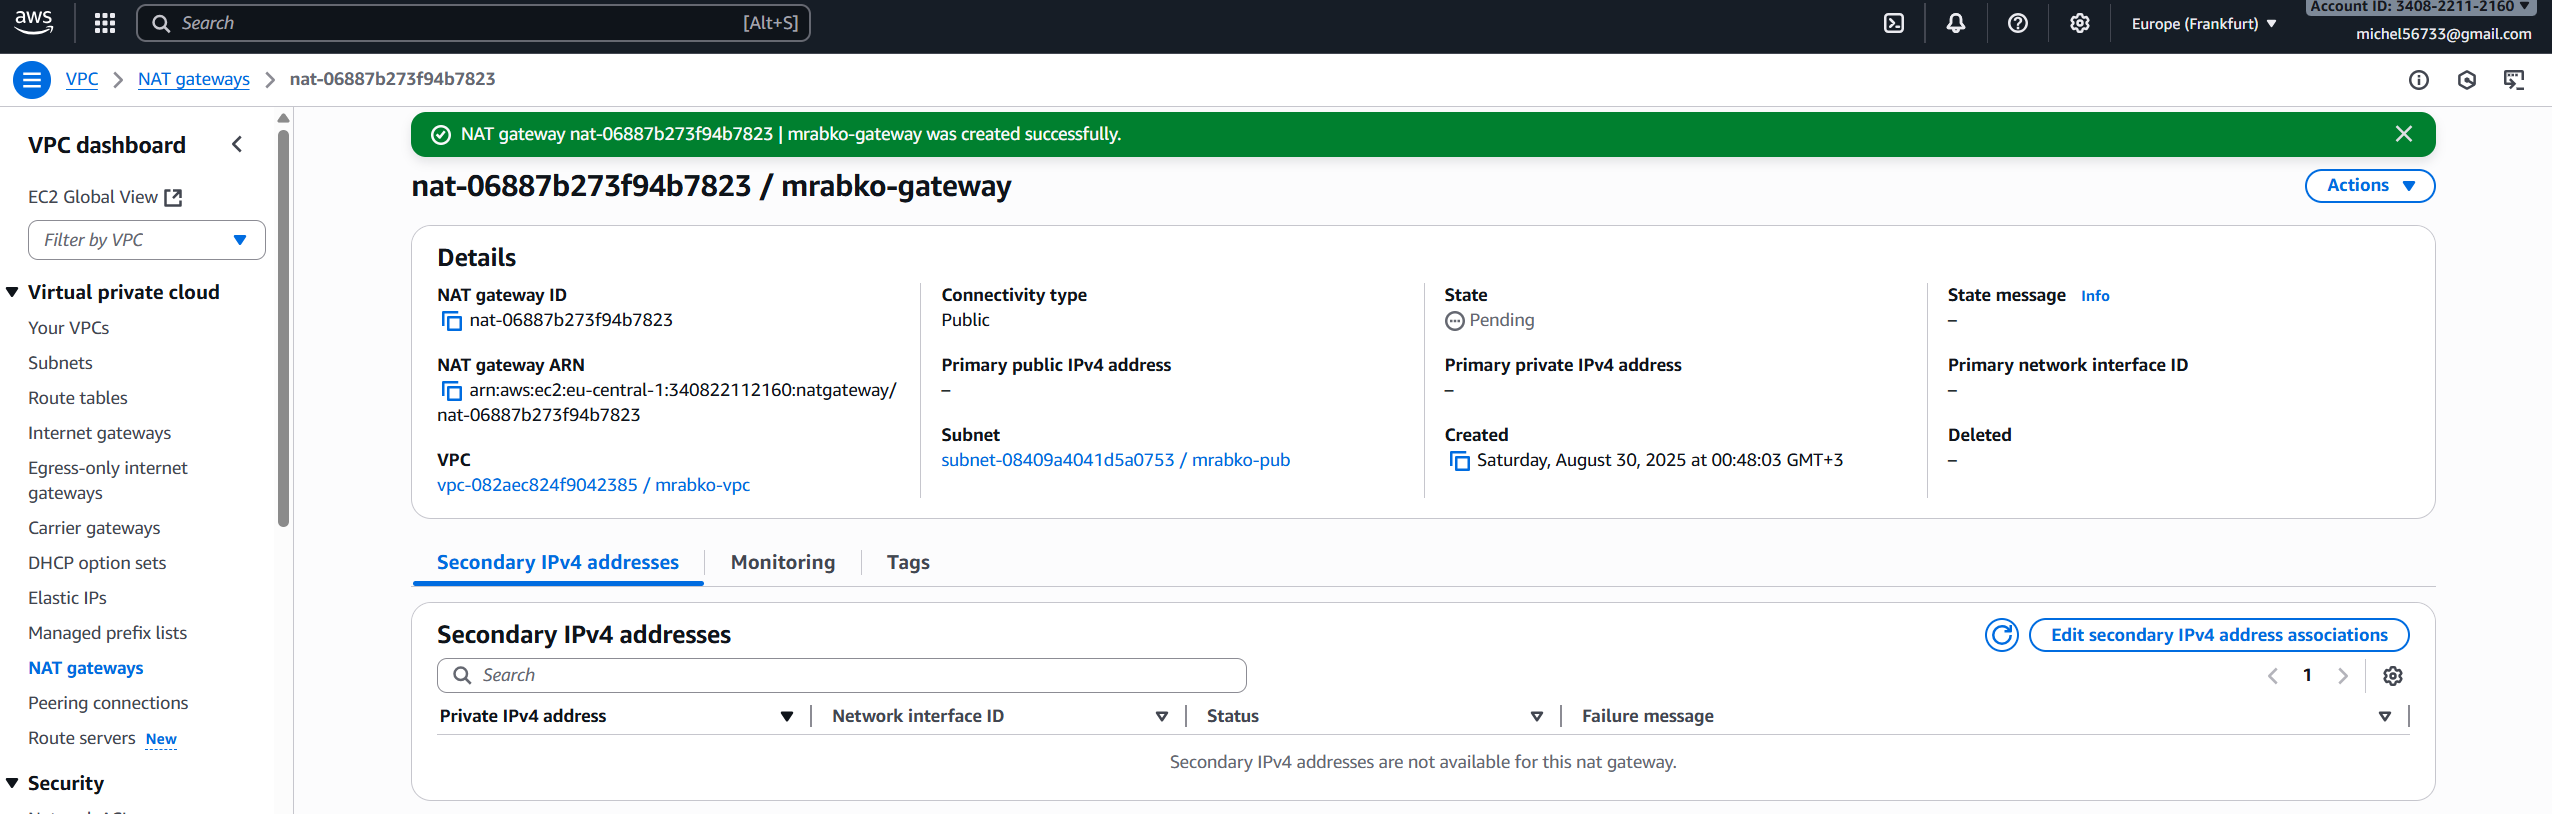 aws
Search
[Alt+S]
Europe (Frankfurt)
Account ID: 3408-2211-2160
michel56733@gmail.com
VPC
NAT gateways
nat-06887b273f94b7823
VPC dashboard
EC2 Global View
Filter by VPC
Virtual private cloud
Your VPCs
Subnets
Route tables
Internet gateways
Egress-only internet
gateways
Carrier gateways
DHCP option sets
Elastic IPs
Managed prefix lists
NAT gateways
Peering connections
Route servers New
Security
NAT gateway nat-06887b273f94b7823 | mrabko-gateway was created successfully.
nat-06887b273f94b7823 / mrabko-gateway
Actions
Details
NAT gateway ID
nat-06887b273f94b7823
Connectivity type
Public
State
Pending
State message Info
–
NAT gateway ARN
arn:aws:ec2:eu-central-1:340822112160:natgateway/
nat-06887b273f94b7823
Primary public IPv4 address
–
Primary private IPv4 address
–
Primary network interface ID
–
VPC
vpc-082aec824f9042385 / mrabko-vpc
Subnet
subnet-08409a4041d5a0753 / mrabko-pub
Created
Saturday, August 30, 2025 at 00:48:03 GMT+3
Deleted
–
Secondary IPv4 addresses
Monitoring
Tags
Secondary IPv4 addresses
Edit secondary IPv4 address associations
Search
1
Private IPv4 address
Network interface ID
Status
Failure message
Secondary IPv4 addresses are not available for this nat gateway.